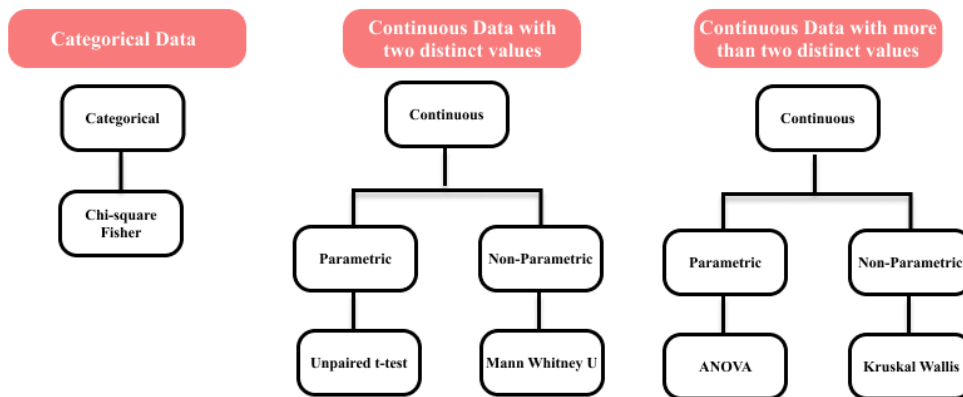 Categorical Data
Continuous Data with
two distinct values
Continuous Data with more
than two distinct values
Categorical
Continuous
Continuous
Chi-square
Fisher
Parametric
Non-Parametric
Parametric
Non-Parametric
Unpaired t-test
Mann Whitney U
ANOVA
Kruskal Wallis